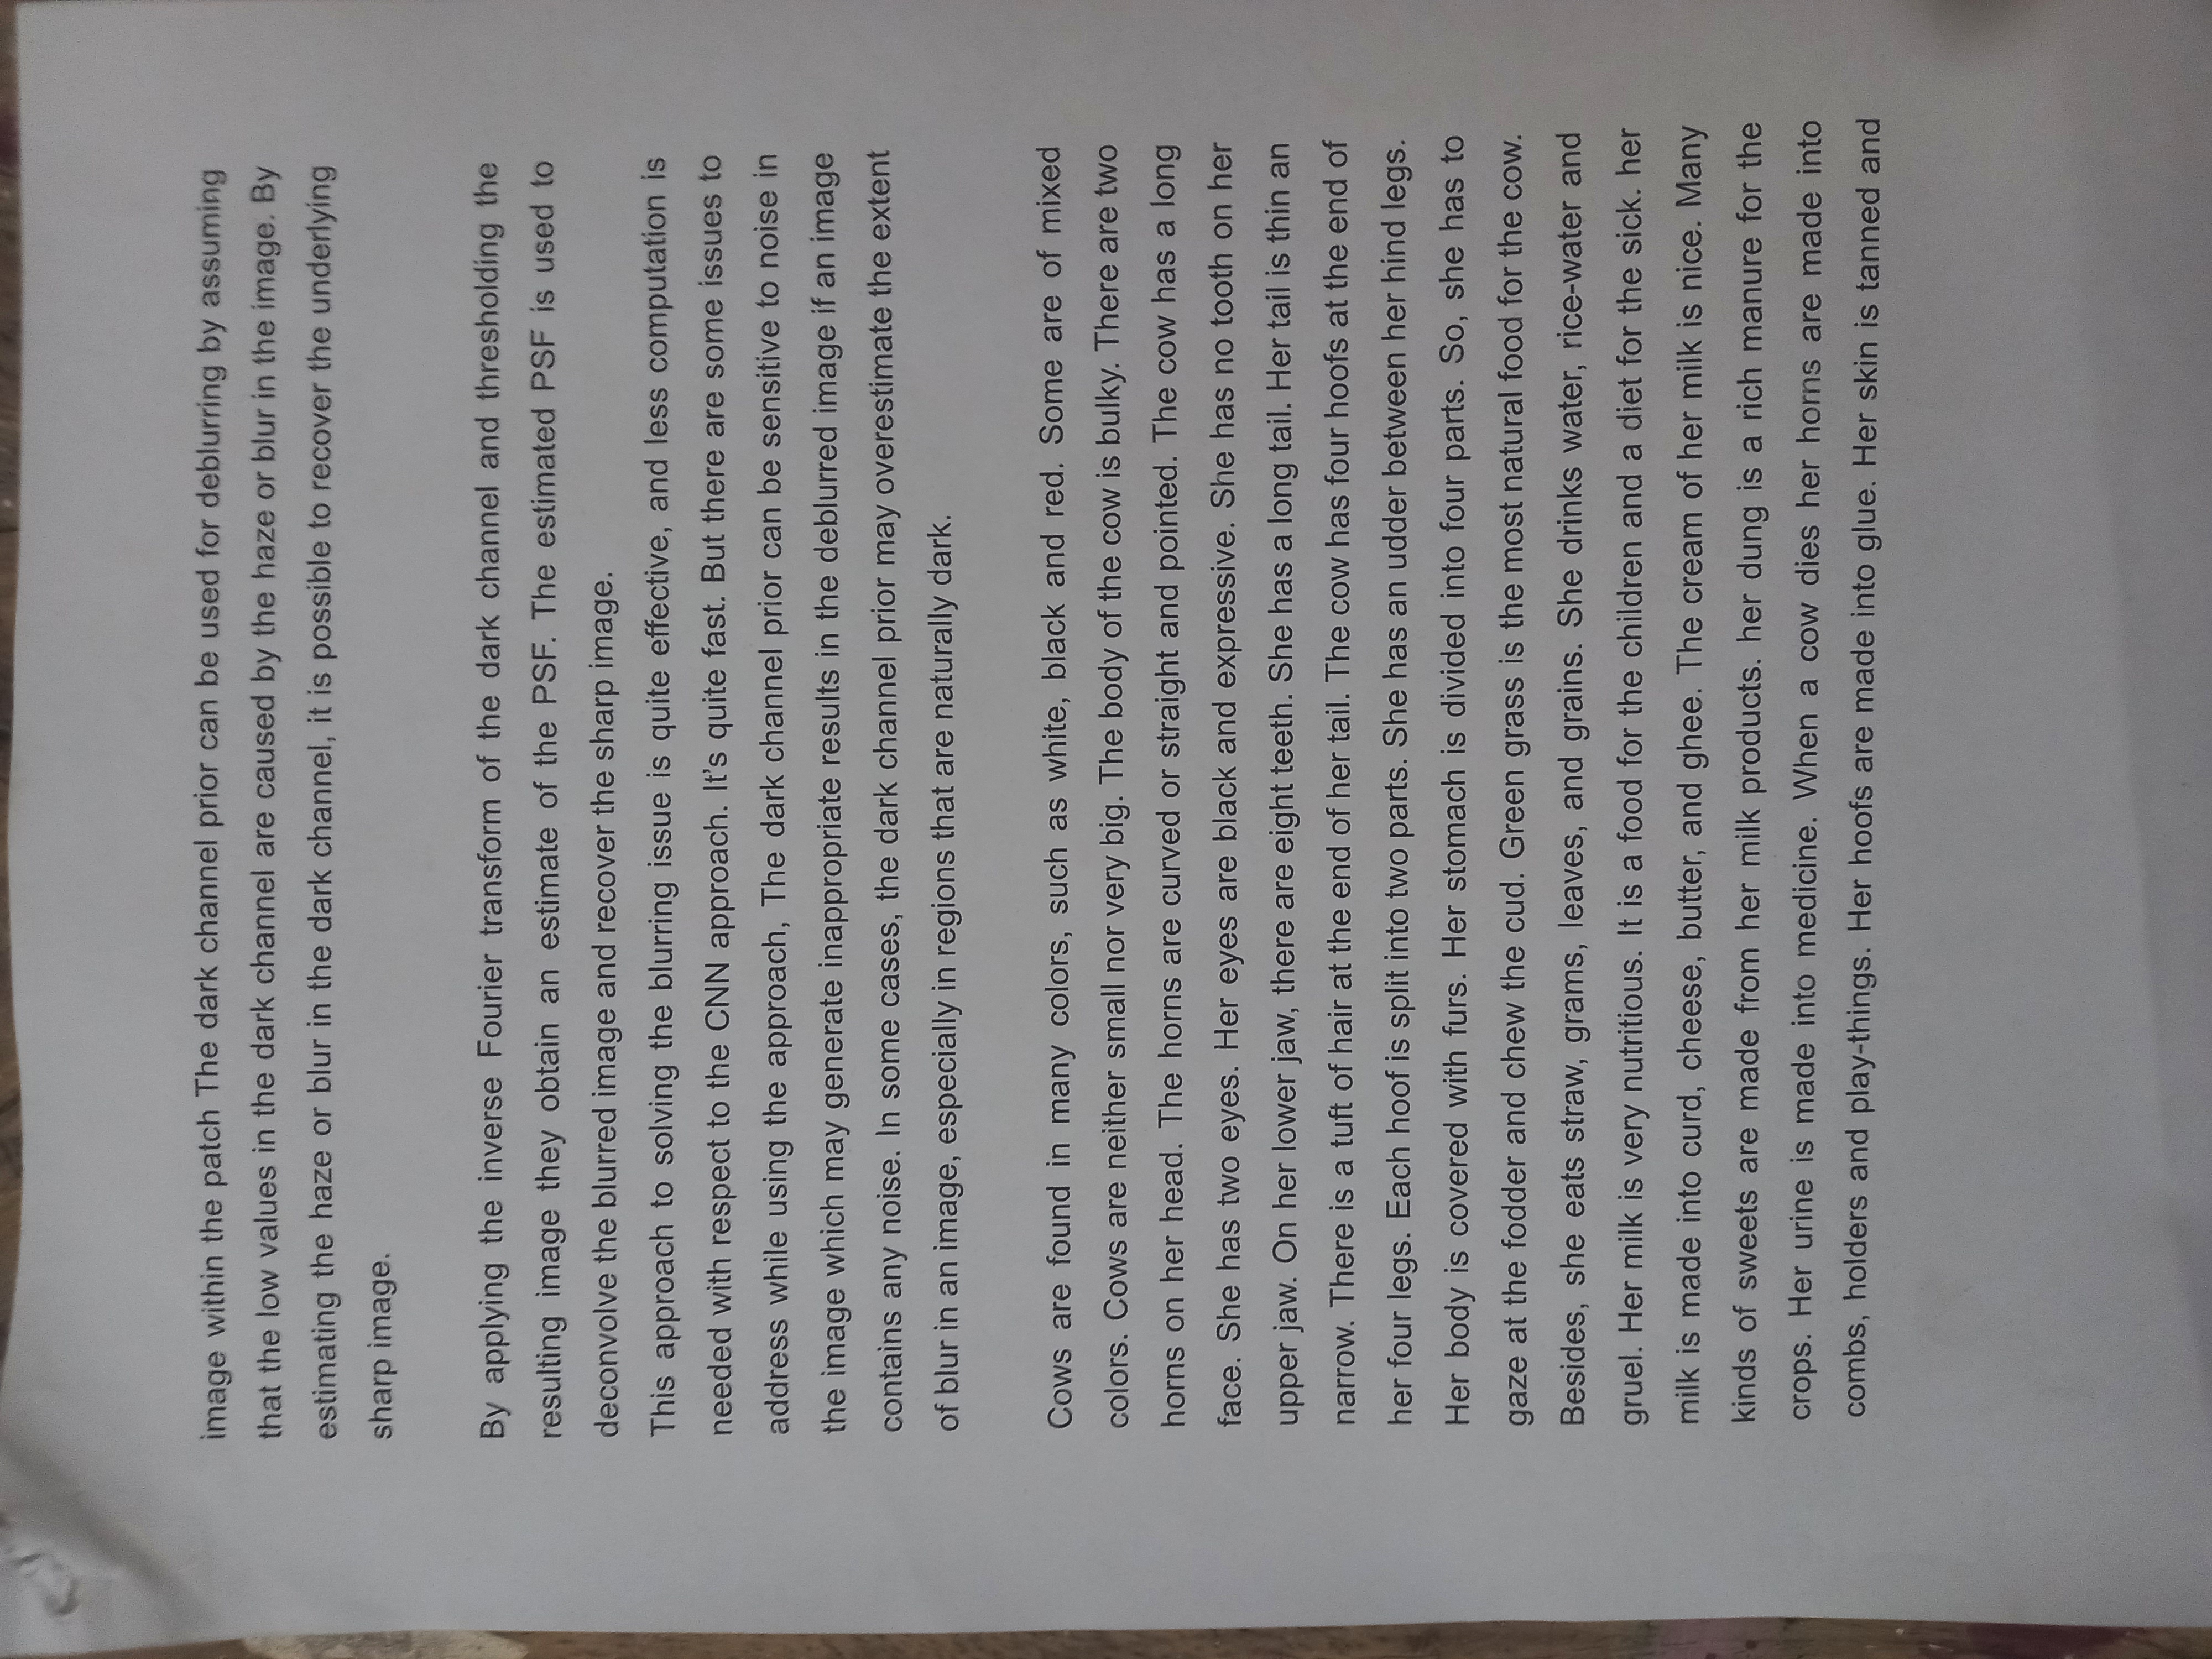 image within the patch The dark channel prior can be used for deblurring by assuming
that the low values in the dark channel are caused by the haze or blur in the image. By
estimating the haze or blur in the dark channel, it is possible to recover the underlying
sharp image.
By applying the inverse Fourier transform of the dark channel and thresholding the
resulting image they obtain an estimate of the PSF. The estimated PSF is used to
deconvolve the blurred image and recover the sharp image.
This approach to solving the blurring issue is quite effective, and less computation is
needed with respect to the CNN approach. It's quite fast. But there are some issues to
address while using the approach, The dark channel prior can be sensitive to noise in
the image which may generate inappropriate results in the deblurred image if an image
contains any noise. In some cases, the dark channel prior may overestimate the extent
of blur in an image, especially in regions that are naturally dark.
Cows are found in many colors, such as white, black and red. Some are of mixed
colors. Cows are neither small nor very big. The body of the cow is bulky. There are two
horns on her head. The horns are curved or straight and pointed. The cow has a long
face. She has two eyes. Her eyes are black and expressive. She has no tooth on her
upper jaw. On her lower jaw, there are eight teeth. She has a long tail. Her tail is thin an
narrow. There is a tuft of hair at the end of her tail. The cow has four hoofs at the end of
her four legs. Each hoof is split into two parts. She has an udder between her hind legs.
Her body is covered with furs. Her stomach is divided into four parts. So, she has to
gaze at the fodder and chew the cud. Green grass is the most natural food for the cow.
Besides, she eats straw, grams, leaves, and grains. She drinks water, rice-water and
gruel. Her milk is very nutritious. It is a food for the children and a diet for the sick. her
milk is made into curd, cheese, butter, and ghee. The cream of her milk is nice. Many
kinds of sweets are made from her milk products. her dung is a rich manure for the
crops. Her urine is made into medicine. When a cow dies her horns are made into
combs, holders and play-things. Her hoofs are made into glue. Her skin is tanned and